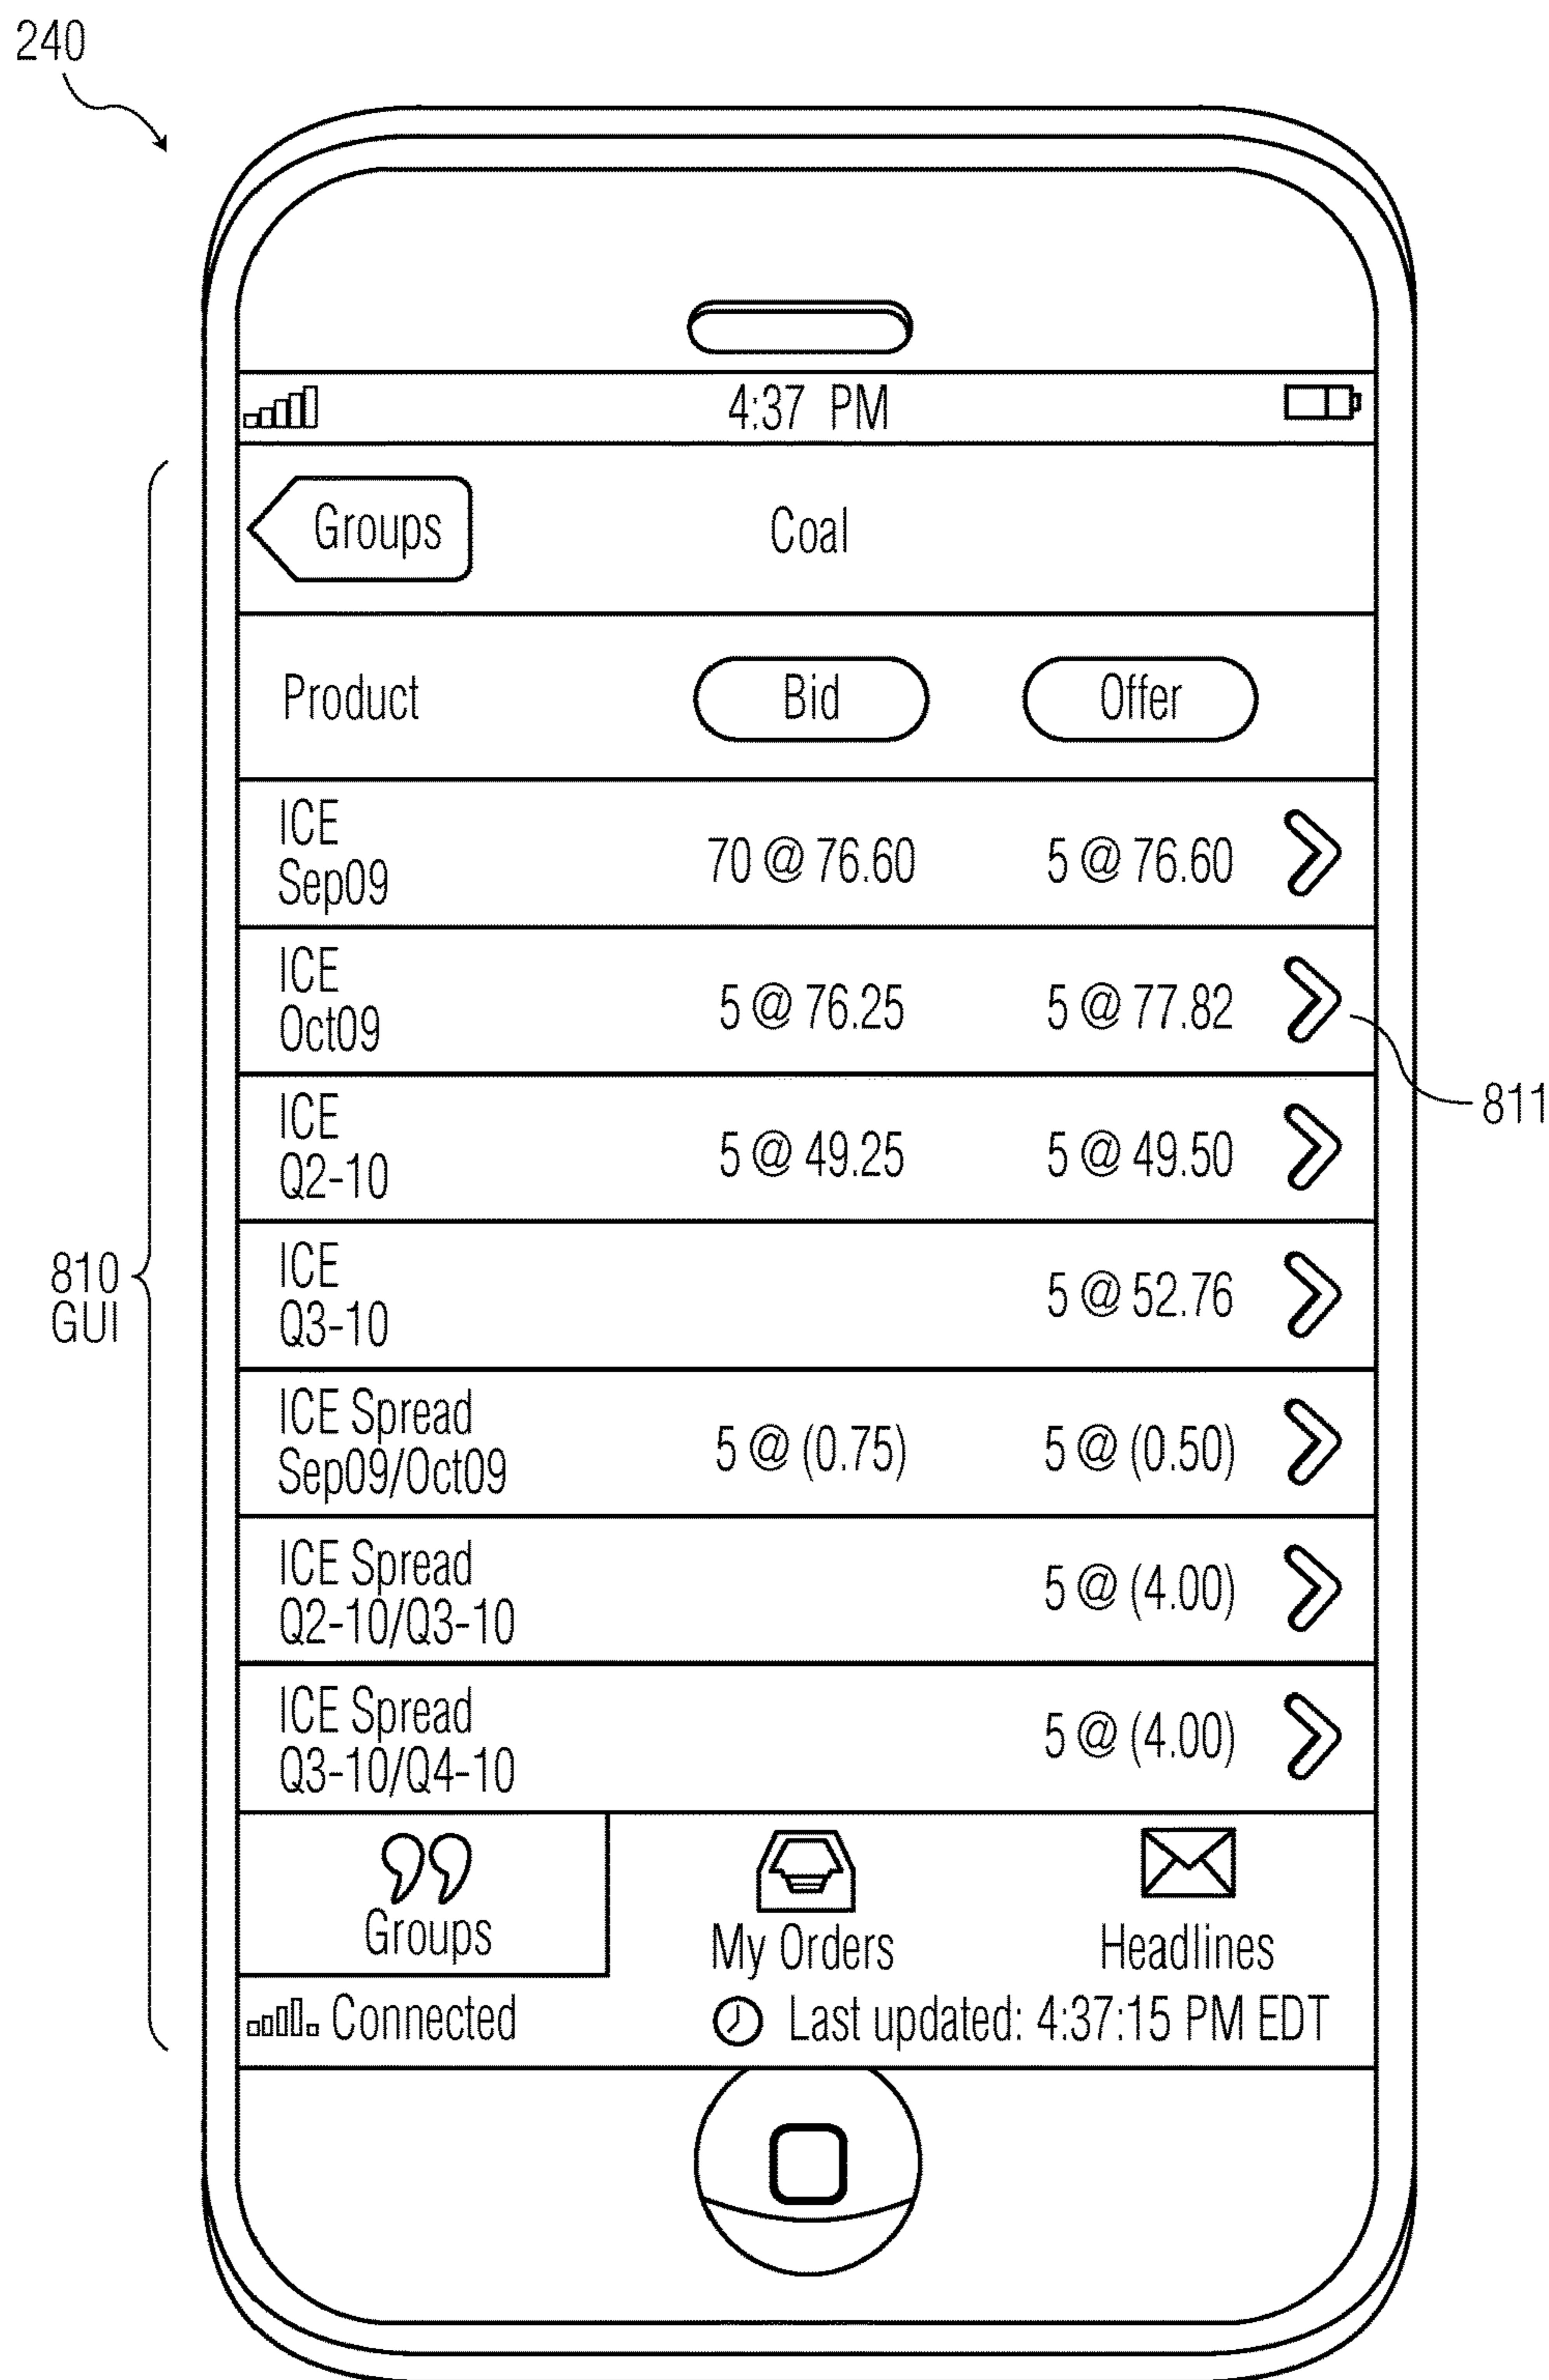 240
4:37 PM
Groups
Coal
Product Bid Offer
ICE
Sep09
70 @ 76.60 5 @ 76.60
ICE
Oct09
5 @ 76.25 5 @ 77.82
811
ICE
Q2-10
5 @ 49.25 5 @ 49.50
810
GUI
ICE
Q3-10
5 @ 52.76
ICE Spread
Sep09/Oct09
5 @ (0.75) 5 @ (0.50)
ICE Spread
Q2-10/Q3-10
5 @ (4.00)
ICE Spread
Q3-10/Q4-10
5 @ (4.00)
Groups My Orders Headlines
Connected Last updated: 4:37:15 PM EDT